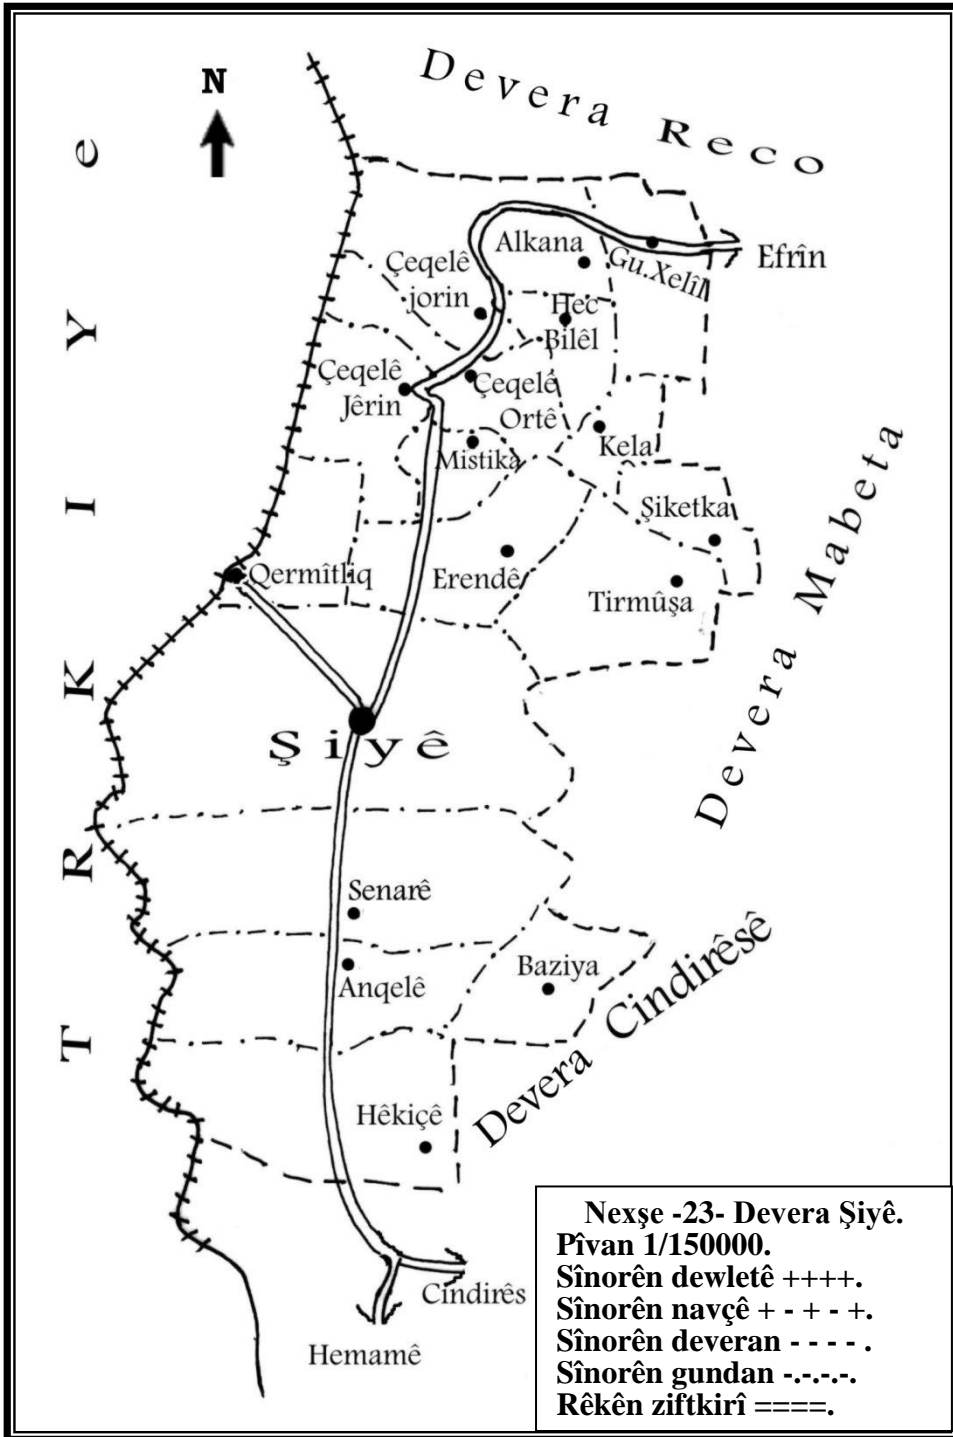 N
Devera Reco
TIRKIYYe
Efrîn
Alkana
Gu.Xelîl
Çeqelê
jorin
Hec
Bilêl
Çeqelê
Jêrin
Çeqelê
Ortê
Kela
Mistika
Şiketka
Qermîtliq
Erendê
Tirmûşa
Devera Mabeta
Şiyê
Senarê
Baziya
Anqelê
Devera Cindirêsê
Hêkiçê
Cindirês
Hemamê
Nexşe -23- Devera Şiyê.
Pîvan 1/150000.
Sînorên dewletê ++++.
Sînorên navçê + - + - +.
Sînorên deveran - - - - .
Sînorên gundan -.-.-.-.
Rêkên ziftkirî ====.